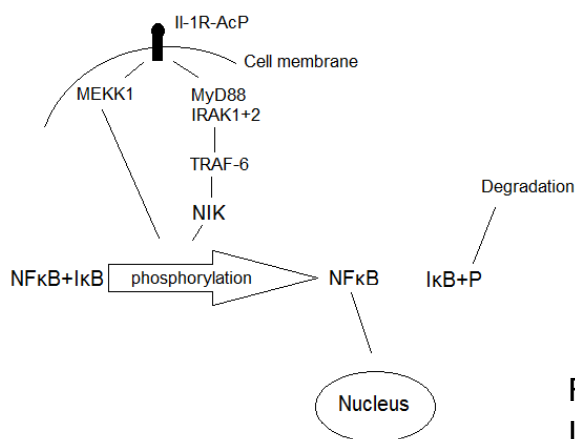 Il-1R-AcP
Cell membrane
MEKK1
MyD88
IRAK1+2
TRAF-6
Degradation
NIK
NFκB+IκB
phosphorylation
NFκB
IκB+P
Nucleus